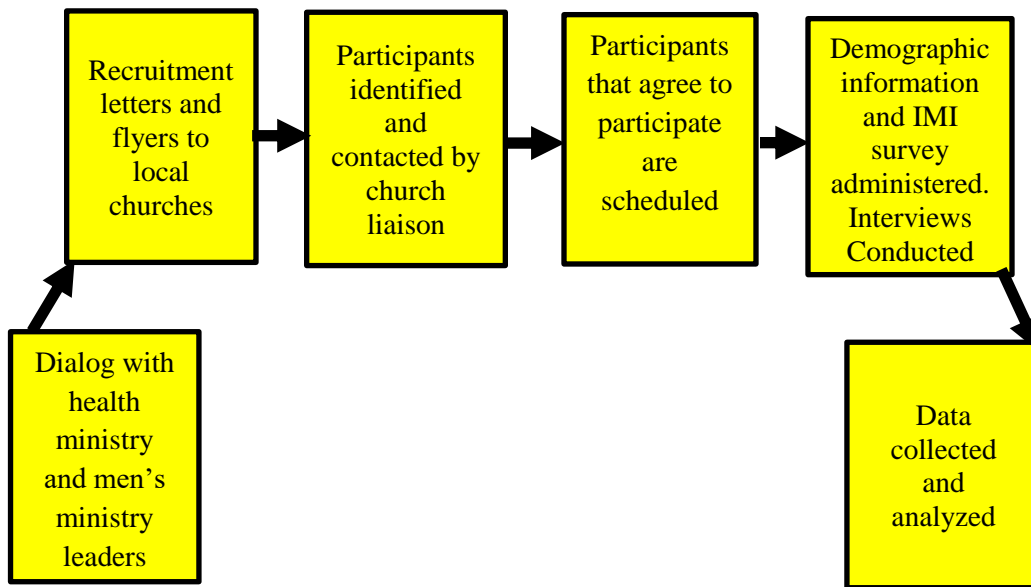 Dialog with
health
ministry
and men’s
ministry
leaders
Recruitment
letters and
flyers to
local
churches
Participants
identified
and
contacted by
church
liaison
Participants
that agree to
participate
are
scheduled
Demographic
information
and IMI
survey
administered.
Interviews
Conducted
Data
collected
and
analyzed